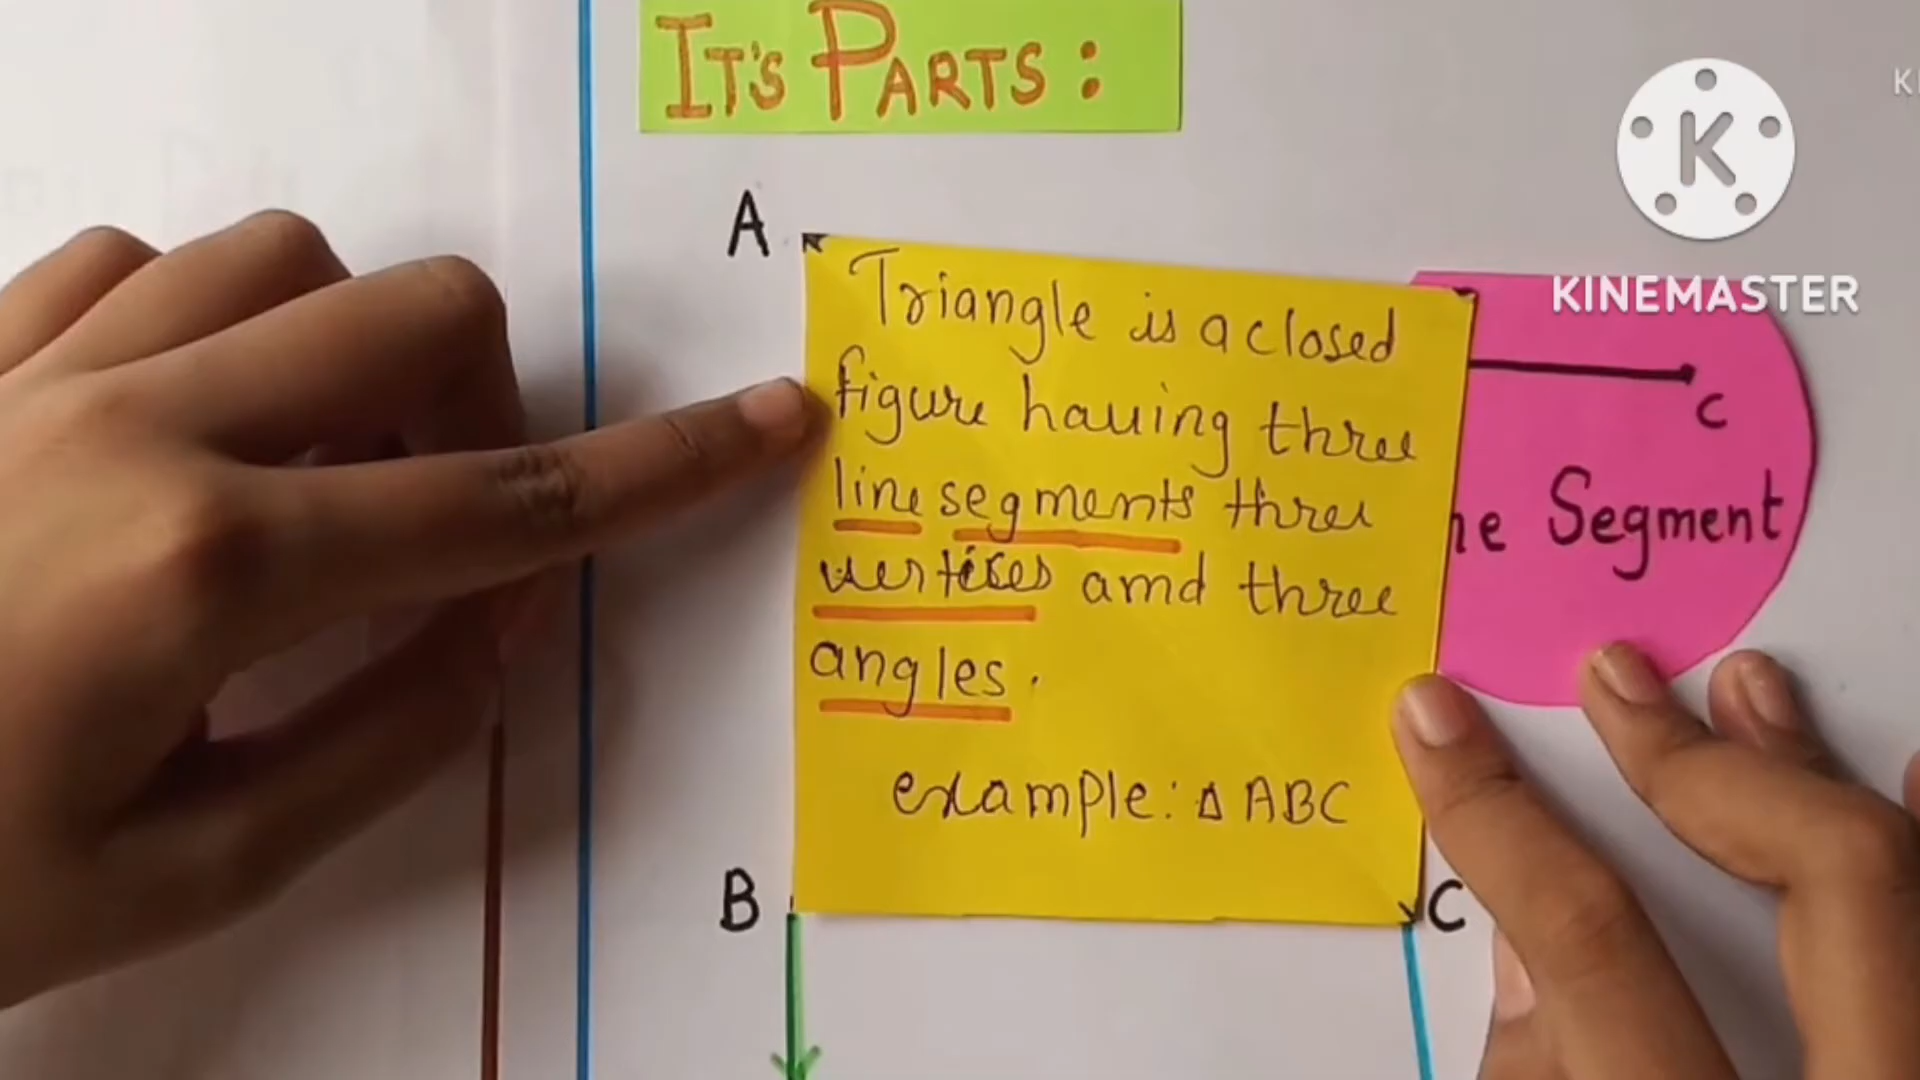 IT'S PARTS :
A
Triangle is a closed
figure having three
line segments three
vertices amd three
angles.
example: Δ ABC
B
C
C
ne Segment
K
KINEMASTER
KI